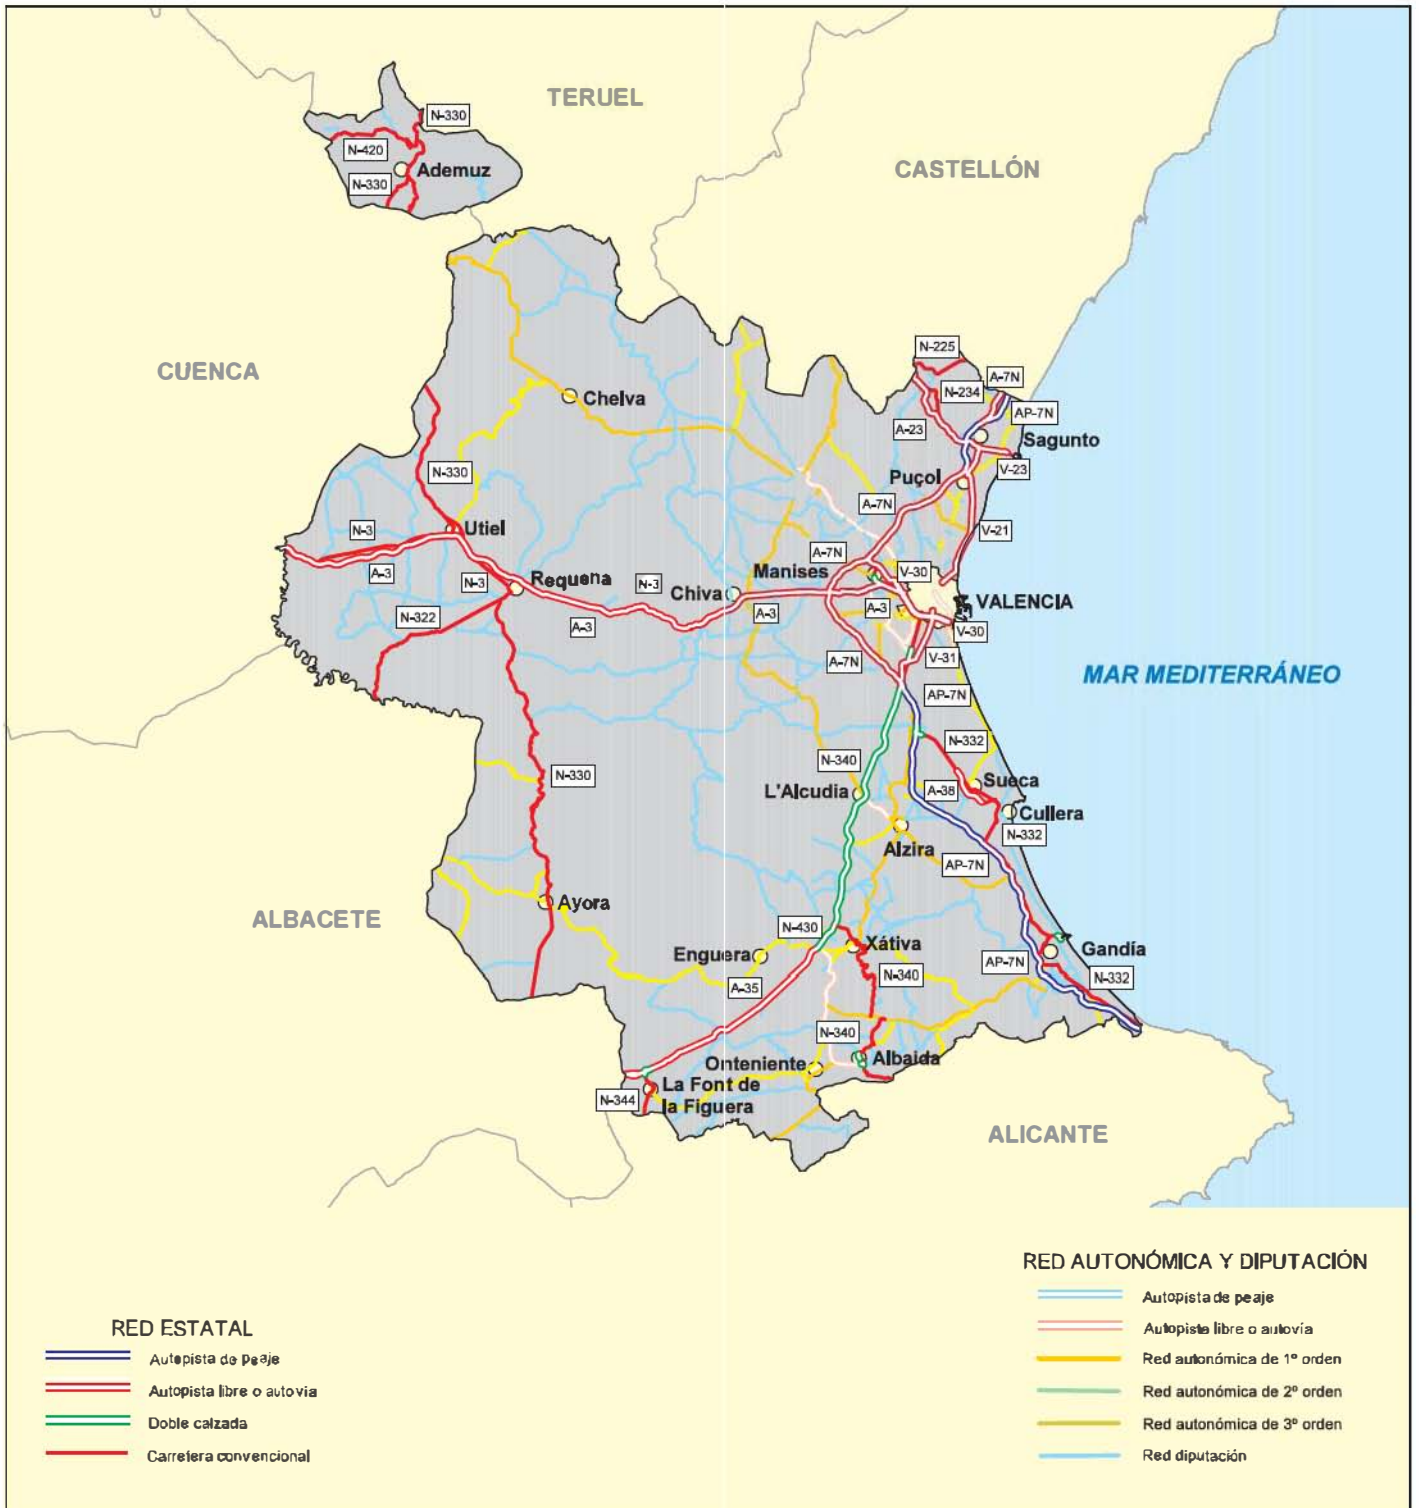 TERUEL
N-330
CASTELLÓN
N-420
Ademuz
N-330
CUENCA
N-225
A-7N
N-234
AP-7N
Chelva
A-23
Sagunto
V-23
N-330
Puçol
A-7N
Utiel
N-3
V-21
A-7N
A-3
N-3
Requena
N-3
Manises
V-30
Chiva
A-3
VALENCIA
N-322
A-3
A-3
V-30
V-31
A-7N
MAR MEDITERRÁNEO
AP-7N
N-332
N-340
N-330
Sueca
L'Alcudia
A-38
Cullera
N-332
Alzira
AP-7N
Ayora
ALBACETE
N-430
Xátiva
Gandía
Enguera
AP-7N
N-340
N-332
A-35
N-340
Onteniente
Albaida
La Font de
la Figuera
N-344
ALICANTE
RED ESTATAL
Autopista de peaje
Autopista libre o autovia
Doble calzada
Carretera convencional
RED AUTONÓMICA Y DIPUTACIÓN
Autopista de peaje
Autopista libre o autovía
Red autonómica de 1º orden
Red autonómica de 2º orden
Red autonómica de 3º orden
Red diputación